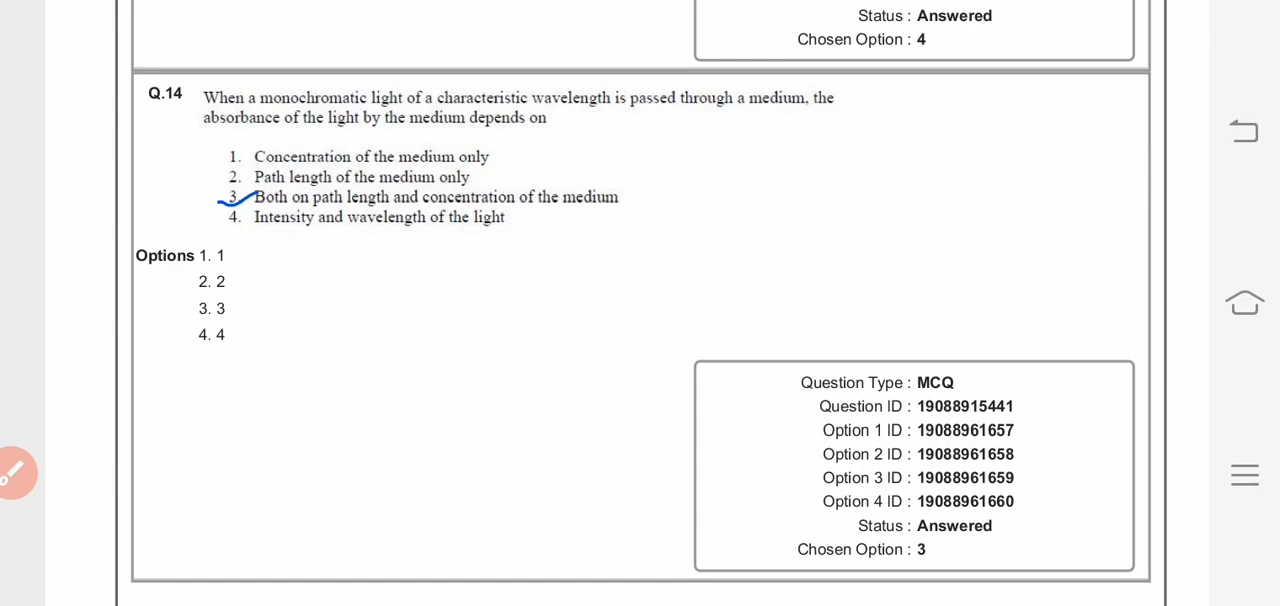 Status : Answered
Chosen Option : 4
Q.14 When a monochromatic light of a characteristic wavelength is passed through a medium, the
absorbance of the light by the medium depends on
1. Concentration of the medium only
2. Path length of the medium only
3. Both on path length and concentration of the medium
4. Intensity and wavelength of the light
Options 1. 1
2. 2
3. 3
4. 4
Question Type : MCQ
Question ID : 19088915441
Option 1 ID : 19088961657
Option 2 ID : 19088961658
Option 3 ID : 19088961659
Option 4 ID : 19088961660
Status : Answered
Chosen Option : 3